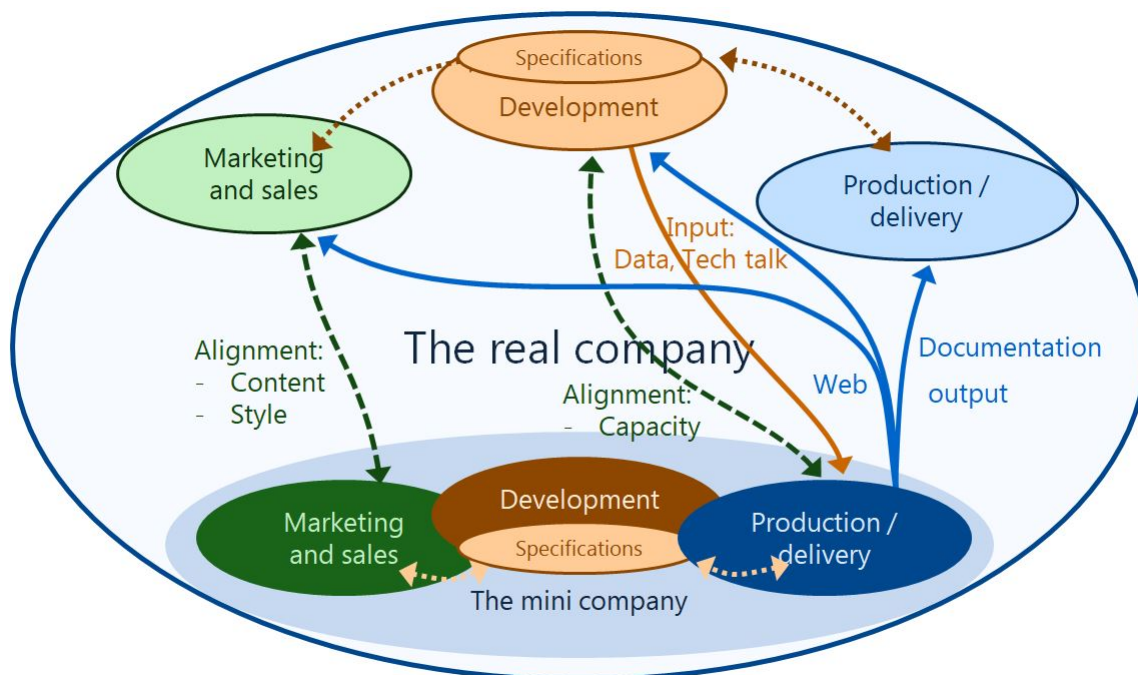 Specifications
Development
Marketing
and sales
Production /
delivery
Input:
Data, Tech talk
The real company
Alignment:
- Content
- Style
Alignment:
- Capacity
Web
Documentation
output
Marketing
and sales
Development
Specifications
Production /
delivery
The mini company